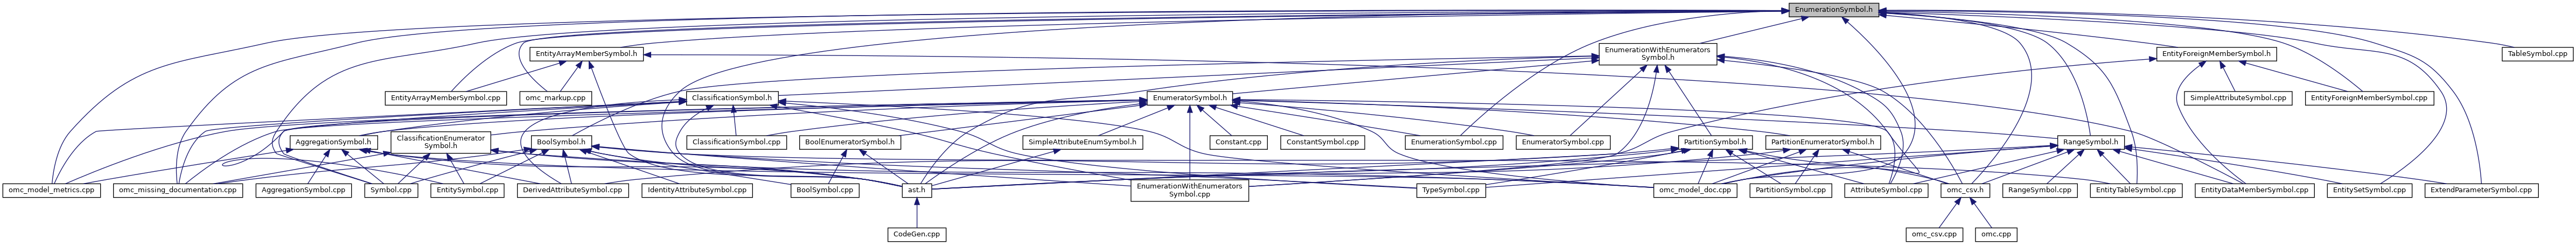 EnumerationSymbol.h
EntityArrayMemberSymbol.h
EnumerationWithEnumerators
Symbol.h
EntityForeignMemberSymbol.h
TableSymbol.cpp
EntityArrayMemberSymbol.cpp
omc_markup.cpp
ClassificationSymbol.h
EnumeratorSymbol.h
SimpleAttributeSymbol.cpp
EntityForeignMemberSymbol.cpp
AggregationSymbol.h
ClassificationEnumerator
Symbol.h
BoolSymbol.h
ClassificationSymbol.cpp
BoolEnumeratorSymbol.h
SimpleAttributeEnumSymbol.h
Constant.cpp
ConstantSymbol.cpp
EnumerationSymbol.cpp
EnumeratorSymbol.cpp
PartitionSymbol.h
PartitionEnumeratorSymbol.h
RangeSymbol.h
omc_model_metrics.cpp
omc_missing_documentation.cpp
AggregationSymbol.cpp
Symbol.cpp
EntitySymbol.cpp
DerivedAttributeSymbol.cpp
IdentityAttributeSymbol.cpp
BoolSymbol.cpp
ast.h
EnumerationWithEnumerators
Symbol.cpp
TypeSymbol.cpp
omc_model_doc.cpp
PartitionSymbol.cpp
AttributeSymbol.cpp
omc_csv.h
RangeSymbol.cpp
EntityTableSymbol.cpp
EntityDataMemberSymbol.cpp
EntitySetSymbol.cpp
ExtendParameterSymbol.cpp
CodeGen.cpp
omc_csv.cpp
omc.cpp